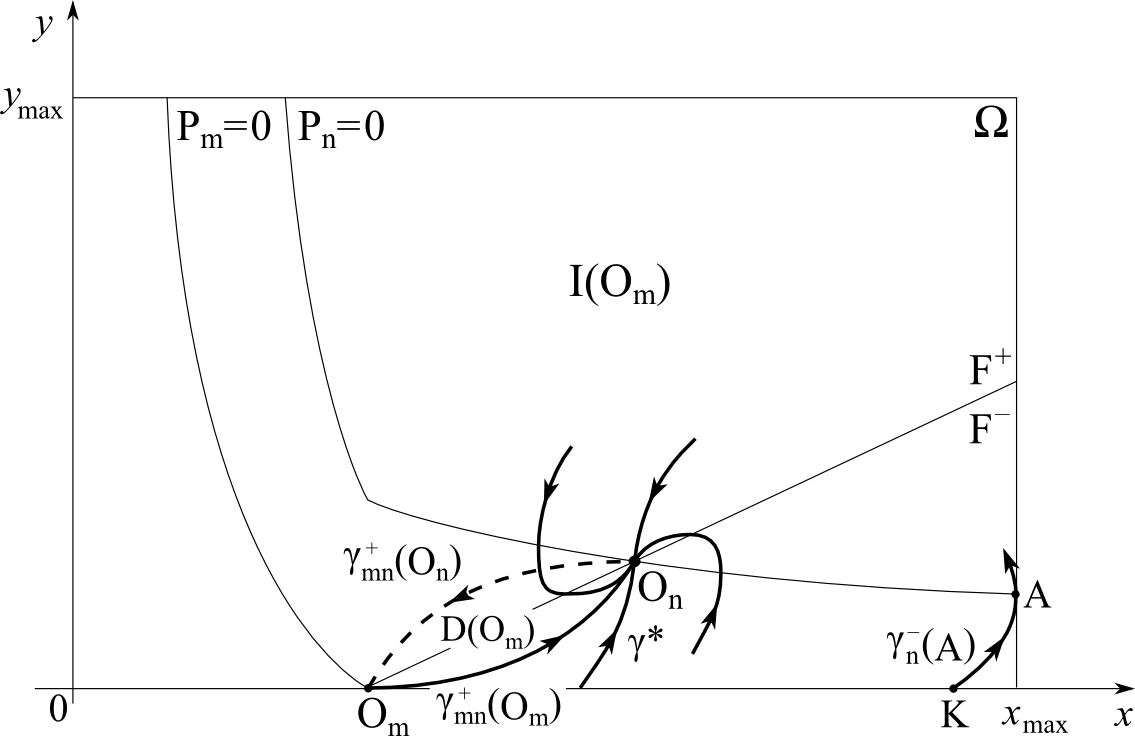 y
y_max
P_m=0 P_n=0 Ω
I(O_m)
F⁺
F⁻
γ⁺_mn(O_n)
O_n
A
D(O_m)
γ*
γ⁻_n(A)
0
O_m
γ⁺_mn(O_m)
K
x_max
x